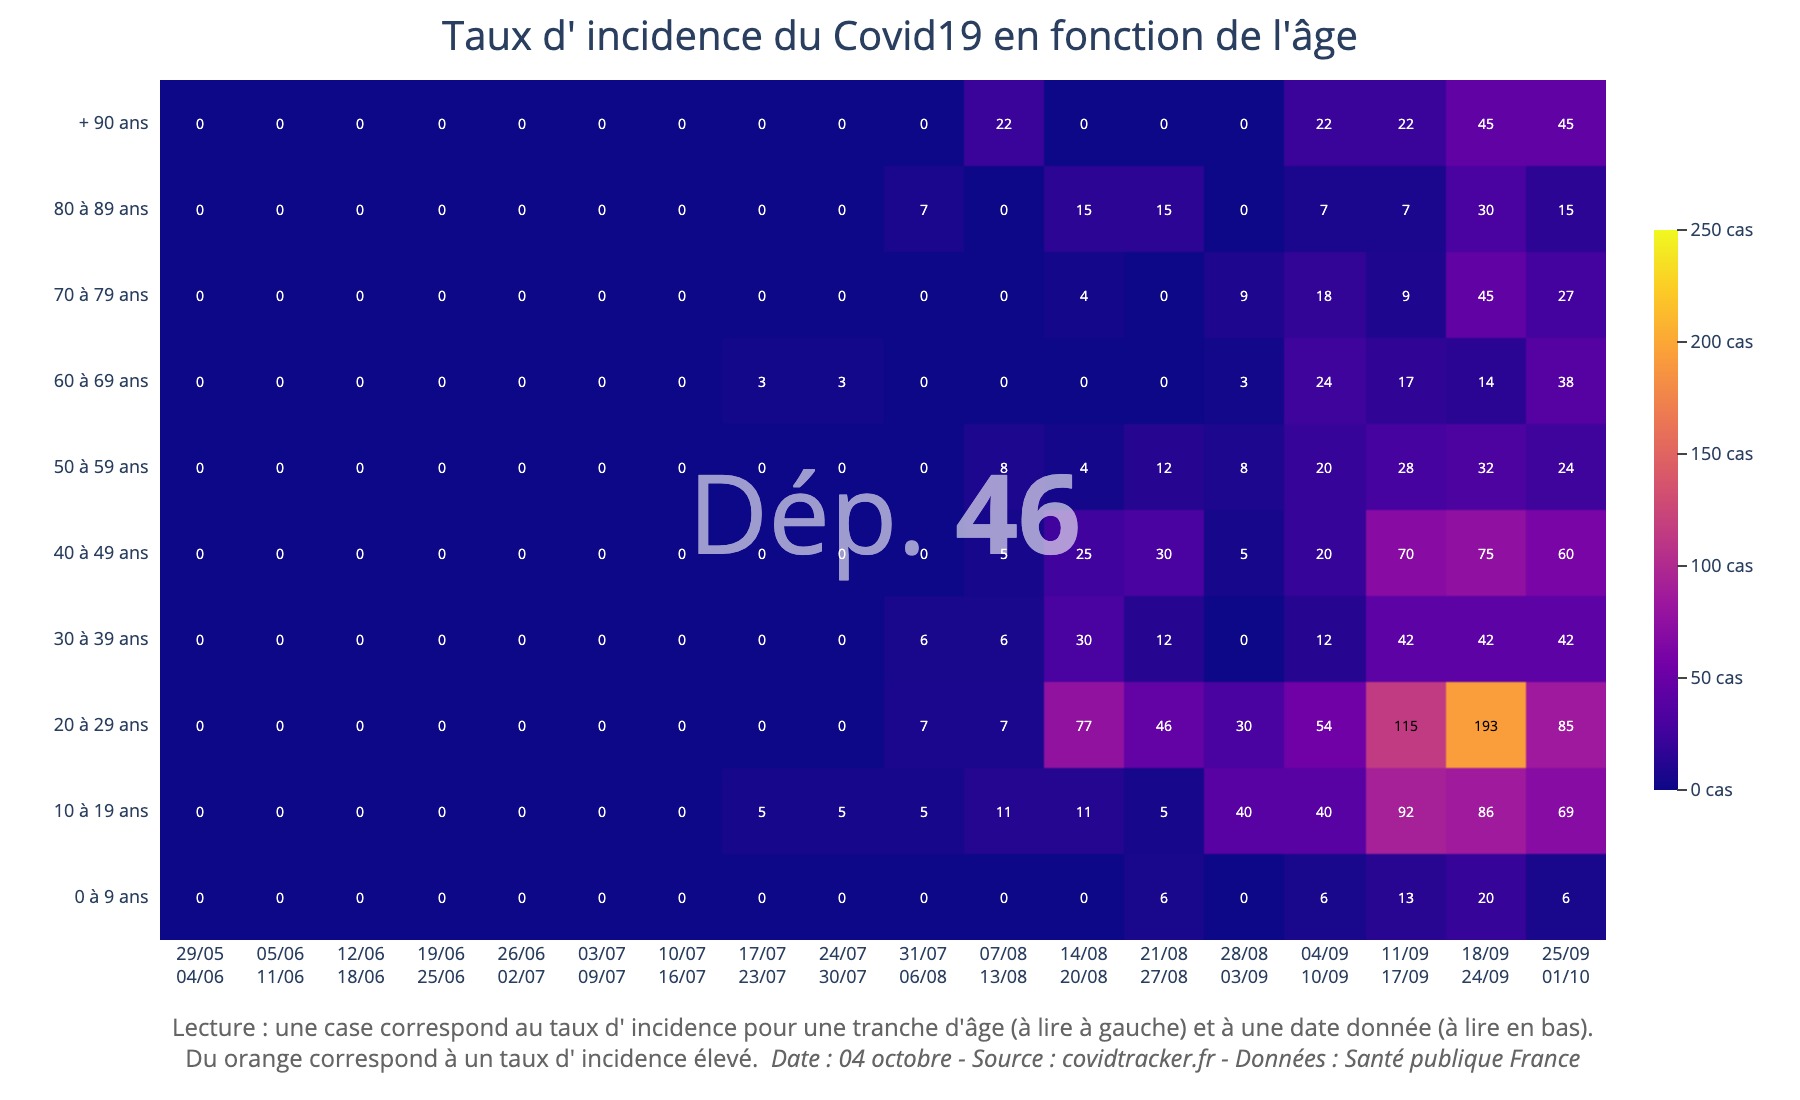 Taux d' incidence du Covid19 en fonction de l'âge
+ 90 ans 0 0 0 0 0 0 0 0 0 0 22 0 0 0 22 22 45 45
80 à 89 ans 0 0 0 0 0 0 0 0 0 7 0 15 15 0 7 7 30 15
250 cas
70 à 79 ans 0 0 0 0 0 0 0 0 0 0 0 4 0 9 18 9 45 27
200 cas
60 à 69 ans 0 0 0 0 0 0 0 3 3 0 0 0 0 3 24 17 14 38
150 cas
50 à 59 ans 0 0 0 0 0 0 0 0 0 0 8 4 12 8 20 28 32 24
Dép. 46
40 à 49 ans 0 0 0 0 0 0 0 0 0 0 5 25 30 5 20 70 75 60
100 cas
30 à 39 ans 0 0 0 0 0 0 0 0 0 6 6 30 12 0 12 42 42 42
50 cas
20 à 29 ans 0 0 0 0 0 0 0 0 0 7 7 77 46 30 54 115 193 85
0 cas
10 à 19 ans 0 0 0 0 0 0 0 5 5 5 11 11 5 40 40 92 86 69
0 à 9 ans 0 0 0 0 0 0 0 0 0 0 0 0 6 0 6 13 20 6
29/05 05/06 12/06 19/06 26/06 03/07 10/07 17/07 24/07 31/07 07/08 14/08 21/08 28/08 04/09 11/09 18/09 25/09
04/06 11/06 18/06 25/06 02/07 09/07 16/07 23/07 30/07 06/08 13/08 20/08 27/08 03/09 10/09 17/09 24/09 01/10
Lecture : une case correspond au taux d' incidence pour une tranche d'âge (à lire à gauche) et à une date donnée (à lire en bas).
Du orange correspond à un taux d' incidence élevé. Date : 04 octobre - Source : covidtracker.fr - Données : Santé publique France